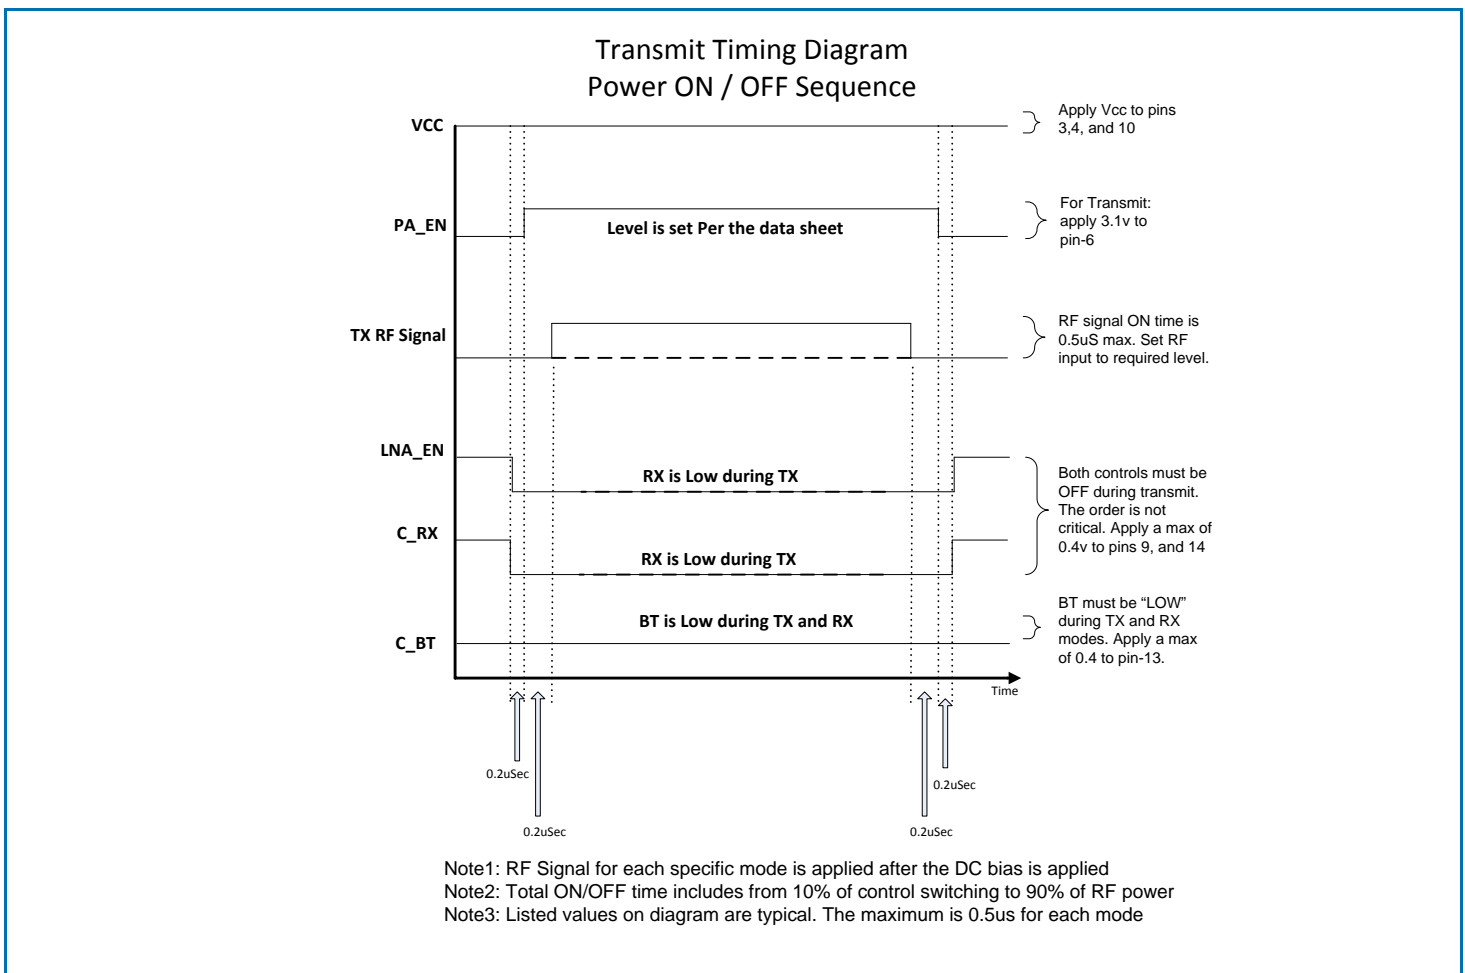 Transmit Timing Diagram
Power ON / OFF Sequence
VCC
Apply Vcc to pins
3,4, and 10
PA_EN
Level is set Per the data sheet
For Transmit:
apply 3.1v to
pin-6
TX RF Signal
RF signal ON time is
0.5uS max. Set RF
input to required level.
LNA_EN
RX is Low during TX
C_RX
RX is Low during TX
Both controls must be
OFF during transmit.
The order is not
critical. Apply a max of
0.4v to pins 9, and 14
C_BT
BT is Low during TX and RX
BT must be “LOW”
during TX and RX
modes. Apply a max
of 0.4 to pin-13.
Time
0.2uSec
0.2uSec
0.2uSec
0.2uSec
Note1: RF Signal for each specific mode is applied after the DC bias is applied
Note2: Total ON/OFF time includes from 10% of control switching to 90% of RF power
Note3: Listed values on diagram are typical. The maximum is 0.5us for each mode